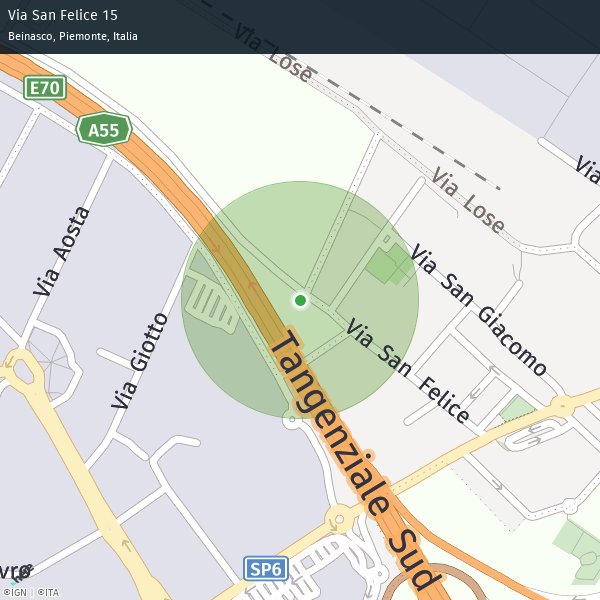 Via San Felice 15
Beinasco, Piemonte, Italia
Via Lose
E70
A55
Via Lose
Via Aosta
Via San Giacomo
Via Giotto
Via San Felice
Tangenziale Sud
SP6
©IGN | ©ITA